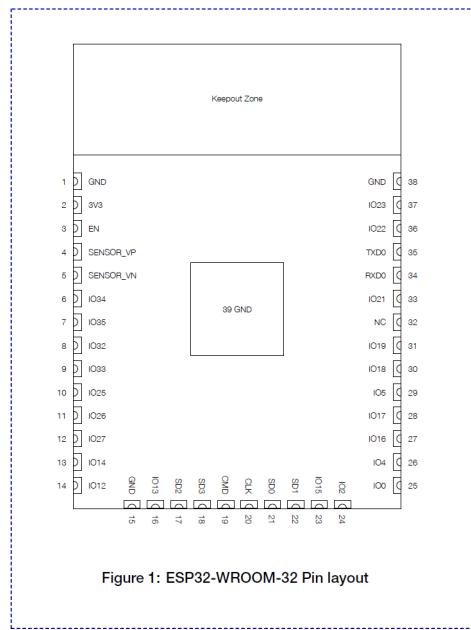 Keepout Zone
1 GND GND 38
2 3V3 IO23 37
3 EN IO22 36
4 SENSOR_VP TXD0 35
5 SENSOR_VN RXD0 34
6 IO34 IO21 33
7 IO35 39 GND NC 32
8 IO32 IO19 31
9 IO33 IO18 30
10 IO25 IO5 29
11 IO26 IO17 28
12 IO27 IO16 27
13 IO14 IO4 26
14 IO12 IO0 25
GND IO13 SD2 SD3 CMD CLK SD0 SD1 IO15 IO2
15 16 17 18 19 20 21 22 23 24
Figure 1: ESP32-WROOM-32 Pin layout